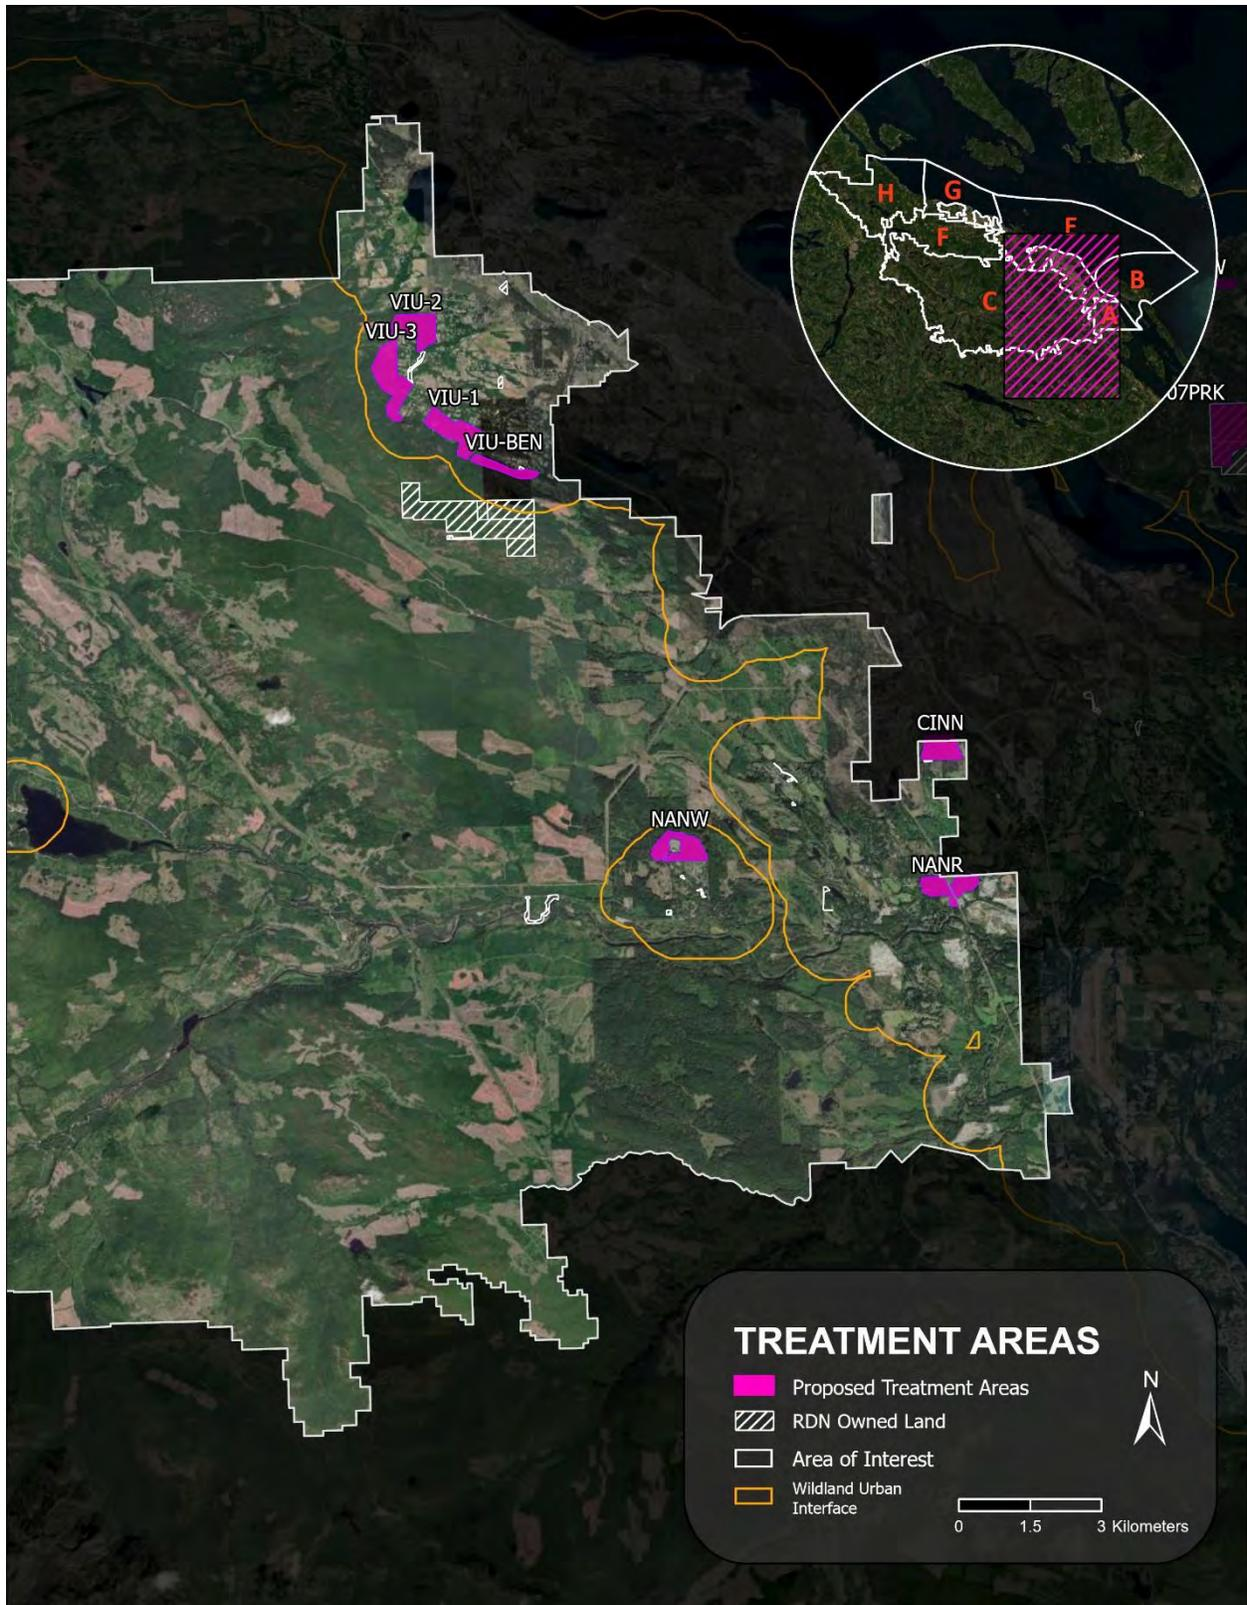 H
G
F
F
B
C
A
VIU-2
VIU-3
VIU-1
07PRK
VIU-BEN
CINN
NANW
NANR
TREATMENT AREAS
Proposed Treatment Areas
N
RDN Owned Land
Area of Interest
Wildland Urban
Interface
0
1.5
3 Kilometers